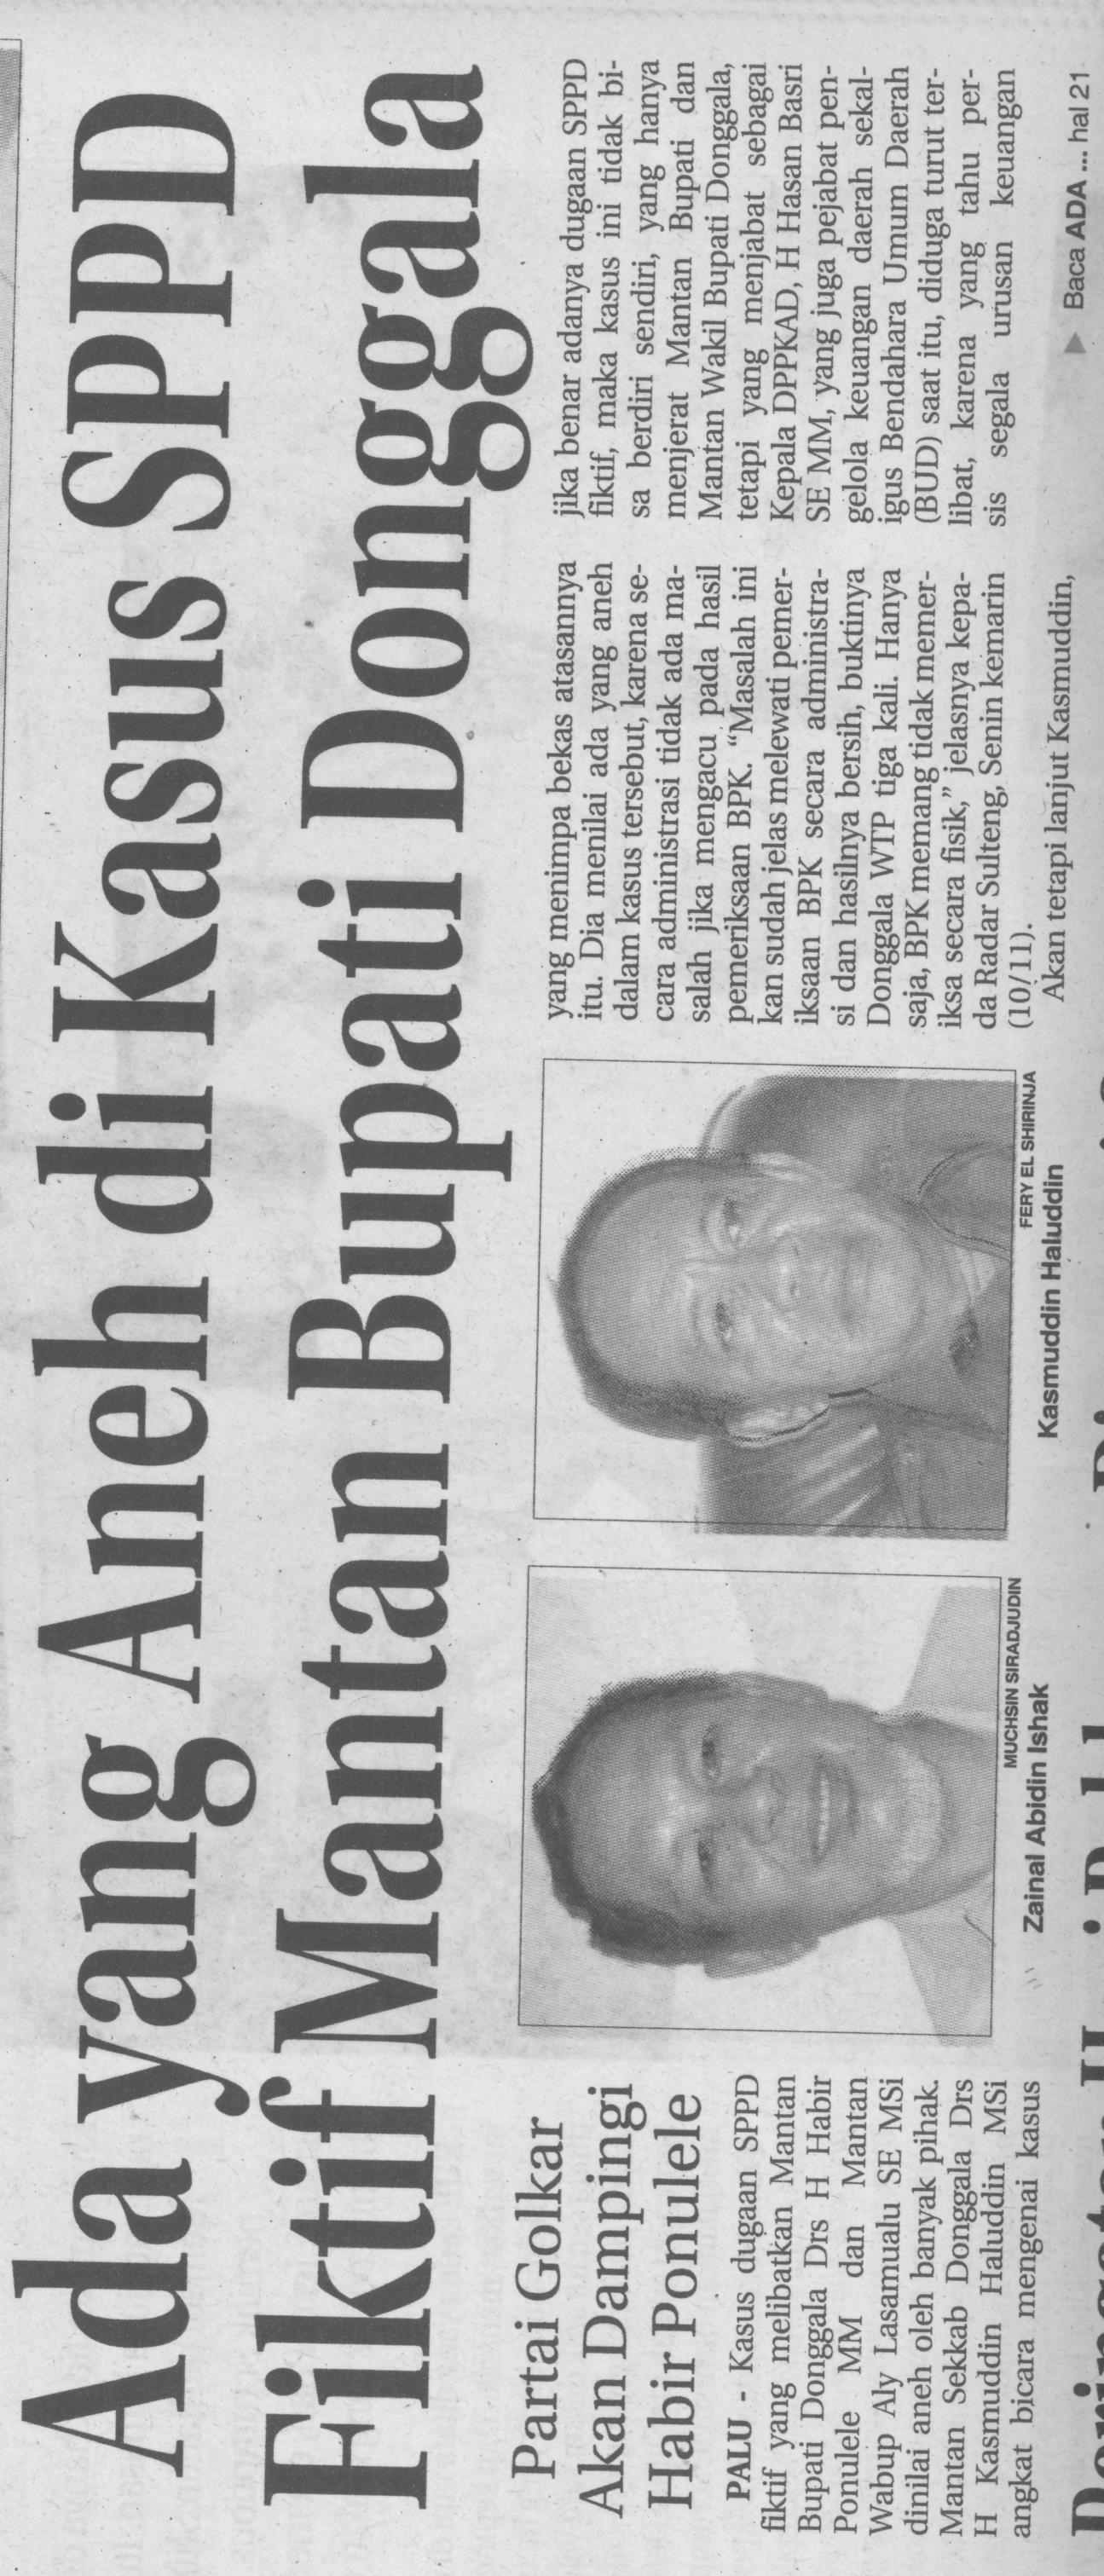 Ada yang Aneh di Kasus SPPD
Fiktif Mantan Bupati Donggala
Partai Golkar
Akan Dampingi
Habir Ponulele
PALU - Kasus dugaan SPPD
fiktif yang melibatkan Mantan
Bupati Donggala Drs H Habir
Ponulele MM dan Mantan
Wabup Aly Lasamualu SE MSi
dinilai aneh oleh banyak pihak.
Mantan Sekkab Donggala Drs
H Kasmuddin Haluddin MSi
angkat bicara mengenai kasus
MUCHSIN SIRADJUDIN
Zainal Abidin Ishak
FERY EL SHIRINJA
Kasmuddin Haluddin
yang menimpa bekas atasannya
itu. Dia menilai ada yang aneh
dalam kasus tersebut, karena se-
cara administrasi tidak ada ma-
salah jika mengacu pada hasil
pemeriksaan BPK. “Masalah ini
kan sudah jelas melewati pemer-
iksaan BPK secara administra-
si dan hasilnya bersih, buktinya
Donggala WTP tiga kali. Hanya
saja, BPK memang tidak memer-
iksa secara fisik,” jelasnya kepa-
da Radar Sulteng, Senin kemarin
(10/11).
Akan tetapi lanjut Kasmuddin,
jika benar adanya dugaan SPPD
fiktif, maka kasus ini tidak bi-
sa berdiri sendiri, yang hanya
menjerat Mantan Bupati dan
Mantan Wakil Bupati Donggala,
tetapi yang menjabat sebagai
Kepala DPPKAD, H Hasan Basri
SE MM, yang juga pejabat pen-
gelola keuangan daerah sekal-
igus Bendahara Umum Daerah
(BUD) saat itu, diduga turut ter-
libat, karena yang tahu per-
sis segala urusan keuangan
Baca ADA ... hal 21